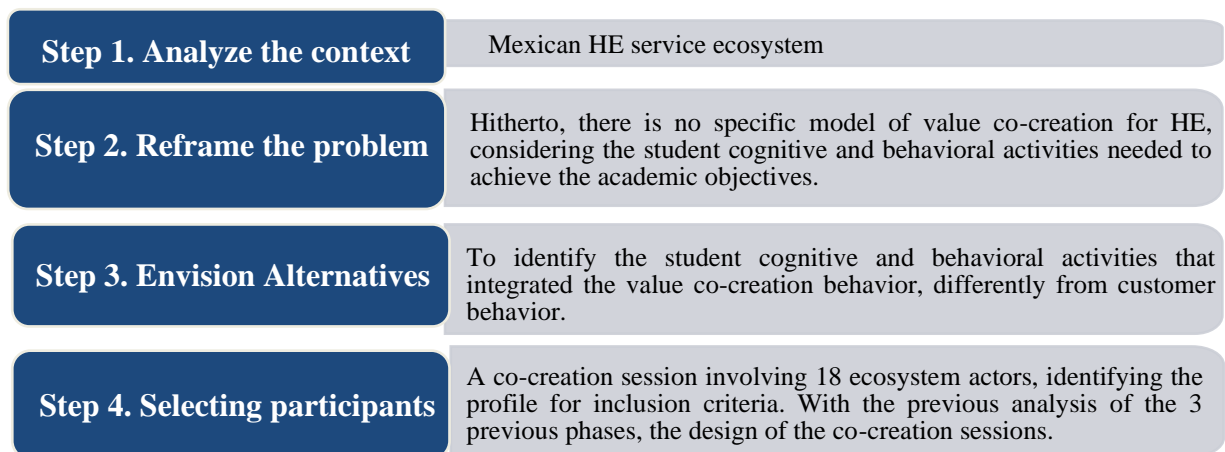 Step 1. Analyze the context
Mexican HE service ecosystem
Step 2. Reframe the problem
Hitherto, there is no specific model of value co-creation for HE,
considering the student cognitive and behavioral activities needed to
achieve the academic objectives.
Step 3. Envision Alternatives
To identify the student cognitive and behavioral activities that
integrated the value co-creation behavior, differently from customer
behavior.
Step 4. Selecting participants
A co-creation session involving 18 ecosystem actors, identifying the
profile for inclusion criteria. With the previous analysis of the 3
previous phases, the design of the co-creation sessions.